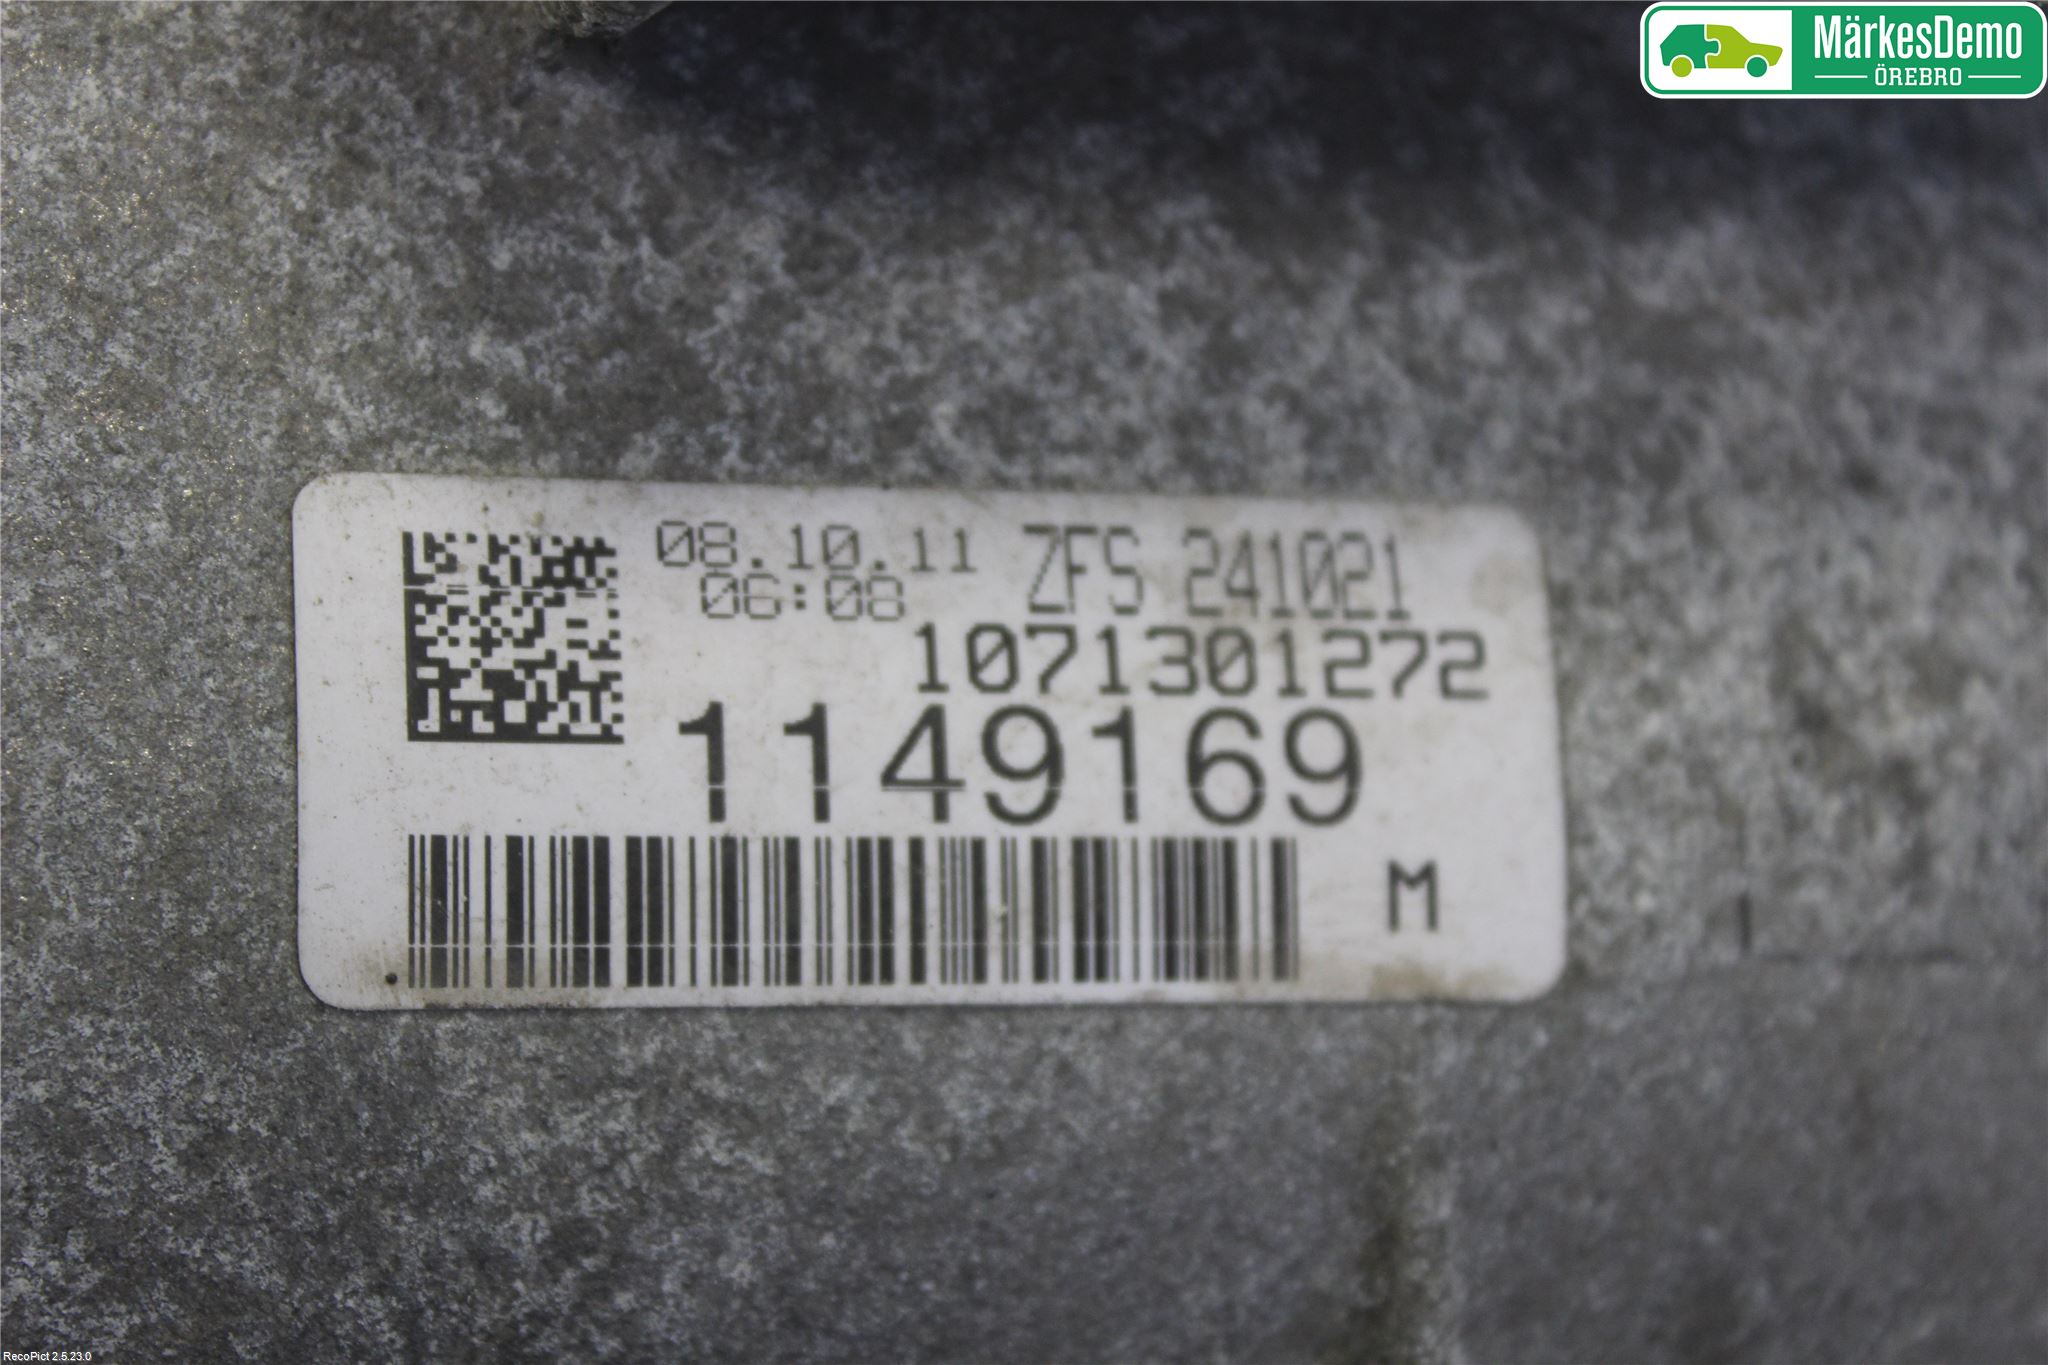 MärkesDemo
ÖREBRO
08.10.11 ZFS 241021
06:08
1071301272
1149169
M
RecoPict 2.5.23.0